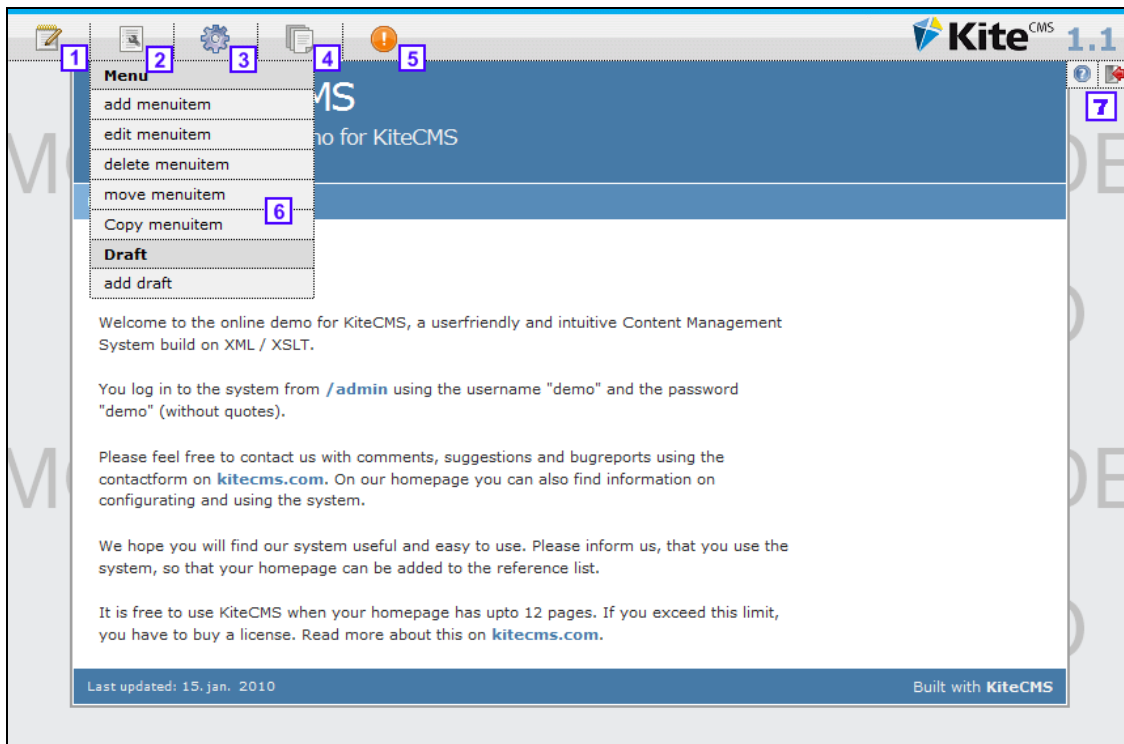 Kite CMS 1.1
1 2 3 4 5
7
Menu
add menuitem
edit menuitem
delete menuitem
move menuitem
6
Copy menuitem
Draft
add draft
MS
mo for KiteCMS
Welcome to the online demo for KiteCMS, a userfriendly and intuitive Content Management
System build on XML / XSLT.
You log in to the system from /admin using the username "demo" and the password
"demo" (without quotes).
Please feel free to contact us with comments, suggestions and bugreports using the
contactform on kitecms.com. On our homepage you can also find information on
configurating and using the system.
We hope you will find our system useful and easy to use. Please inform us, that you use the
system, so that your homepage can be added to the reference list.
It is free to use KiteCMS when your homepage has upto 12 pages. If you exceed this limit,
you have to buy a license. Read more about this on kitecms.com.
Last updated: 15. jan. 2010
Built with KiteCMS